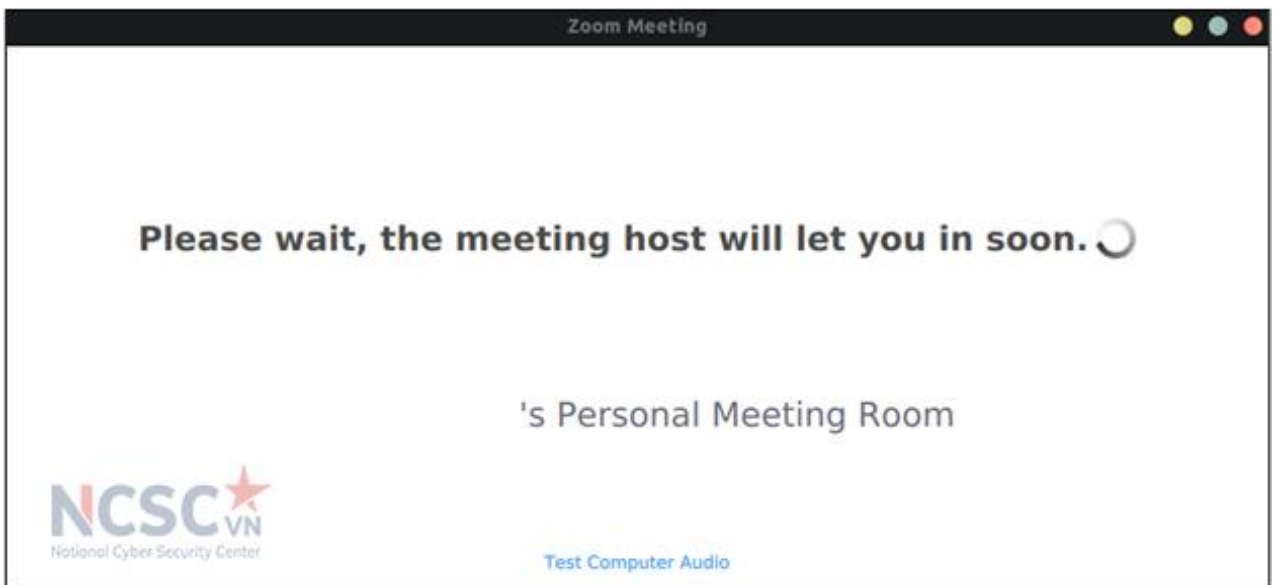 Zoom Meeting
Please wait, the meeting host will let you in soon.
's Personal Meeting Room
NCSC VN
National Cyber Security Center
Test Computer Audio